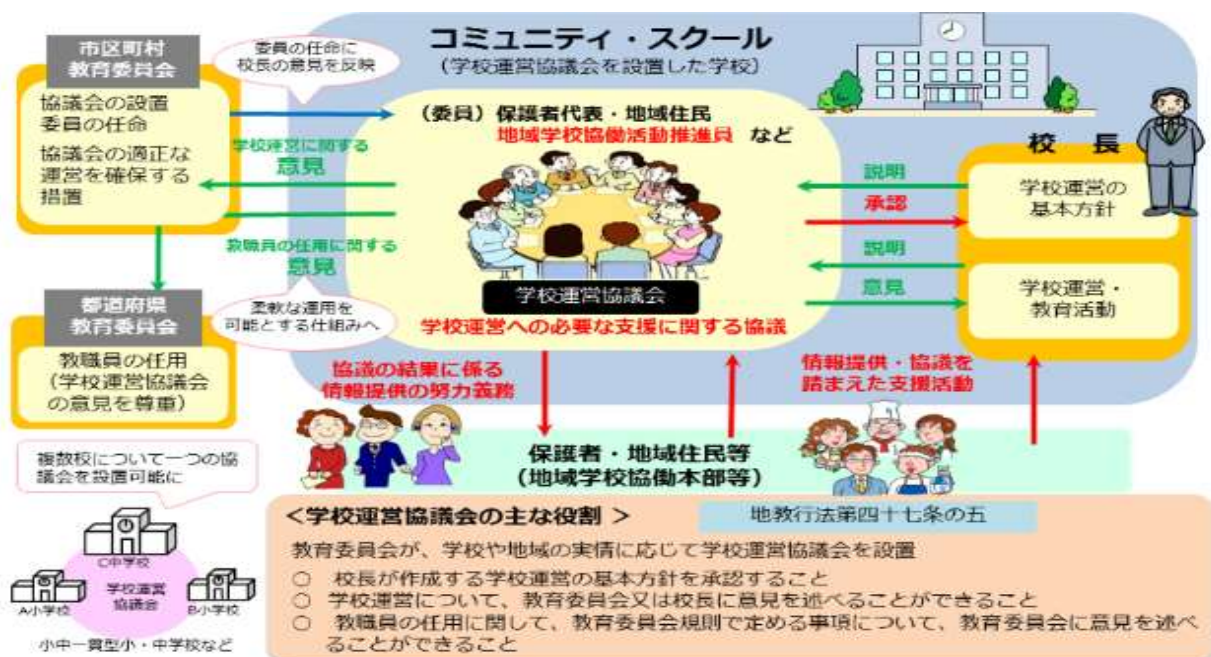 コミュニティ・スクール
(学校運営協議会を設置した学校)
市区町村
教育委員会
協議会の設置
委員の任命
協議会の適正な
運営を確保する
措置
委員の任命に
校長の意見を反映
(委員)保護者代表・地域住民
地域学校協働活動推進員 など
学校運営に関する
意見
教職員の任用に関する
意見
柔軟な運用を
可能とする仕組みへ
学校運営協議会
学校運営への必要な支援に関する協議
校 長
学校運営の
基本方針
説明
承認
説明
意見
学校運営・
教育活動
都道府県
教育委員会
教職員の任用
(学校運営協議会
の意見を尊重)
協議の結果に係る
情報提供の努力義務
情報提供・協議を
踏まえた支援活動
保護者・地域住民等
(地域学校協働本部等)
複数校について一つの協
議会を設置可能に
C中学校
学校運営
協議会
A小学校
B小学校
小中一貫型小・中学校など
<学校運営協議会の主な役割 >
地教行法第四十七条の五
教育委員会が、学校や地域の実情に応じて学校運営協議会を設置
○ 校長が作成する学校運営の基本方針を承認すること
○ 学校運営について、教育委員会又は校長に意見を述べることができること
○ 教職員の任用に関して、教育委員会規則で定める事項について、教育委員会に意見を述べ
ることができること